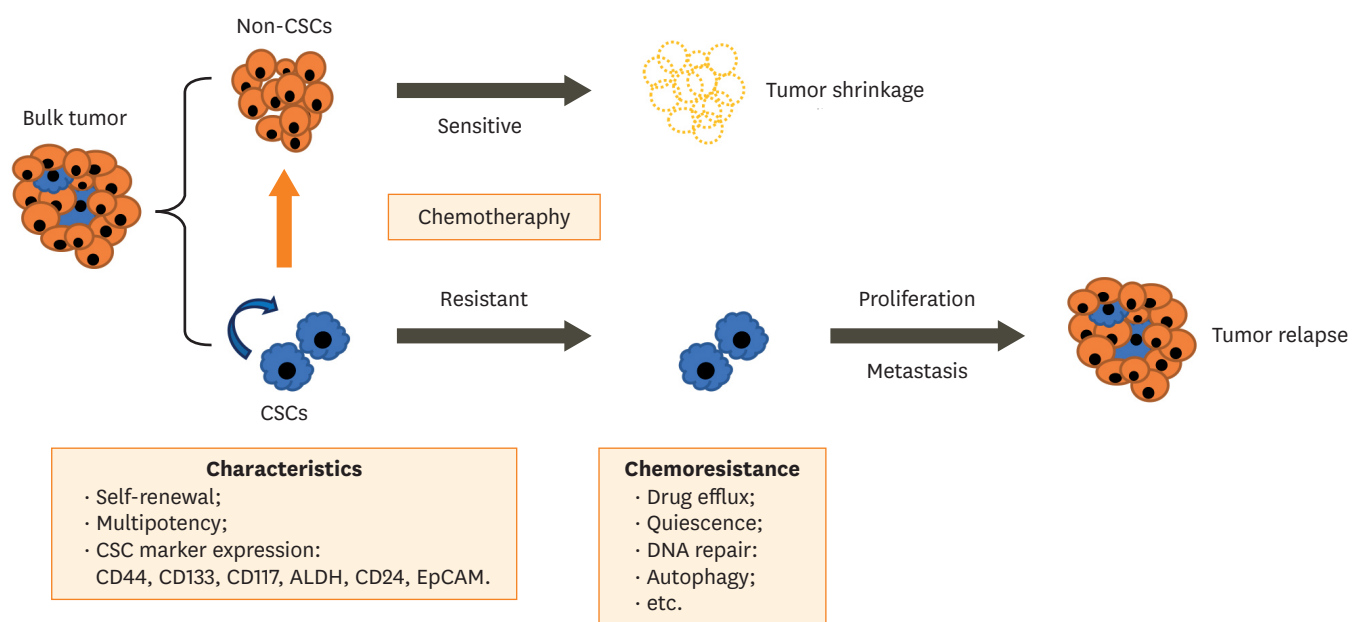 Non-CSCs
Bulk tumor
Sensitive
Tumor shrinkage
Chemotheraphy
CSCs
Resistant
Proliferation
Metastasis
Tumor relapse
Characteristics
· Self-renewal;
· Multipotency;
· CSC marker expression:
CD44, CD133, CD117, ALDH, CD24, EpCAM.
Chemoresistance
· Drug efflux;
· Quiescence;
· DNA repair:
· Autophagy;
· etc.